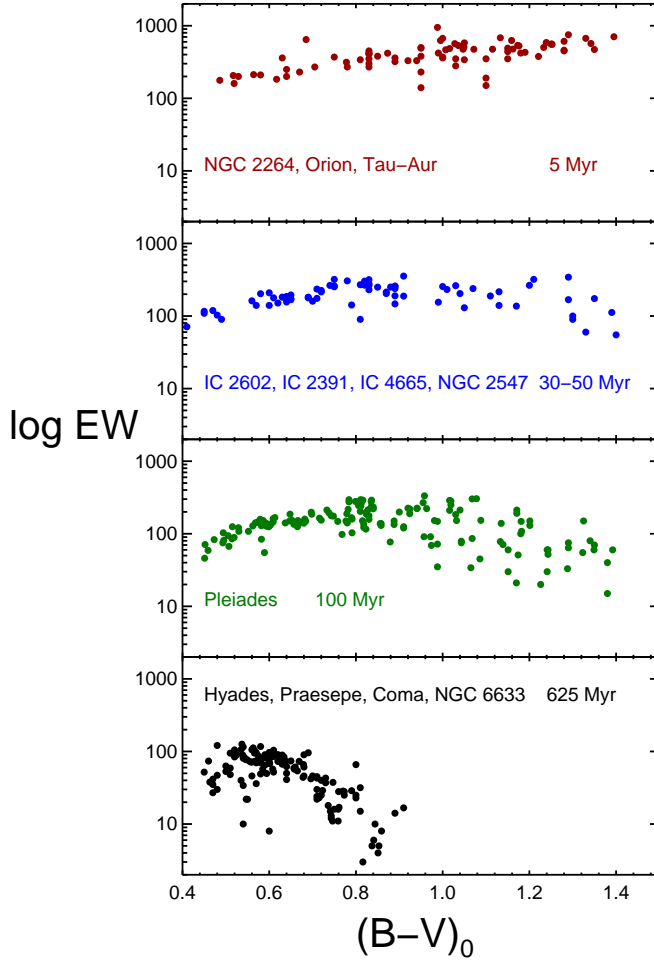 1000
100
10
NGC 2264, Orion, Tau−Aur 5 Myr
1000
100
10
IC 2602, IC 2391, IC 4665, NGC 2547 30−50 Myr
log EW
1000
100
10
Pleiades 100 Myr
1000
100
10
Hyades, Praesepe, Coma, NGC 6633 625 Myr
0.4 0.6 0.8 1.0 1.2 1.4
(B−V)0